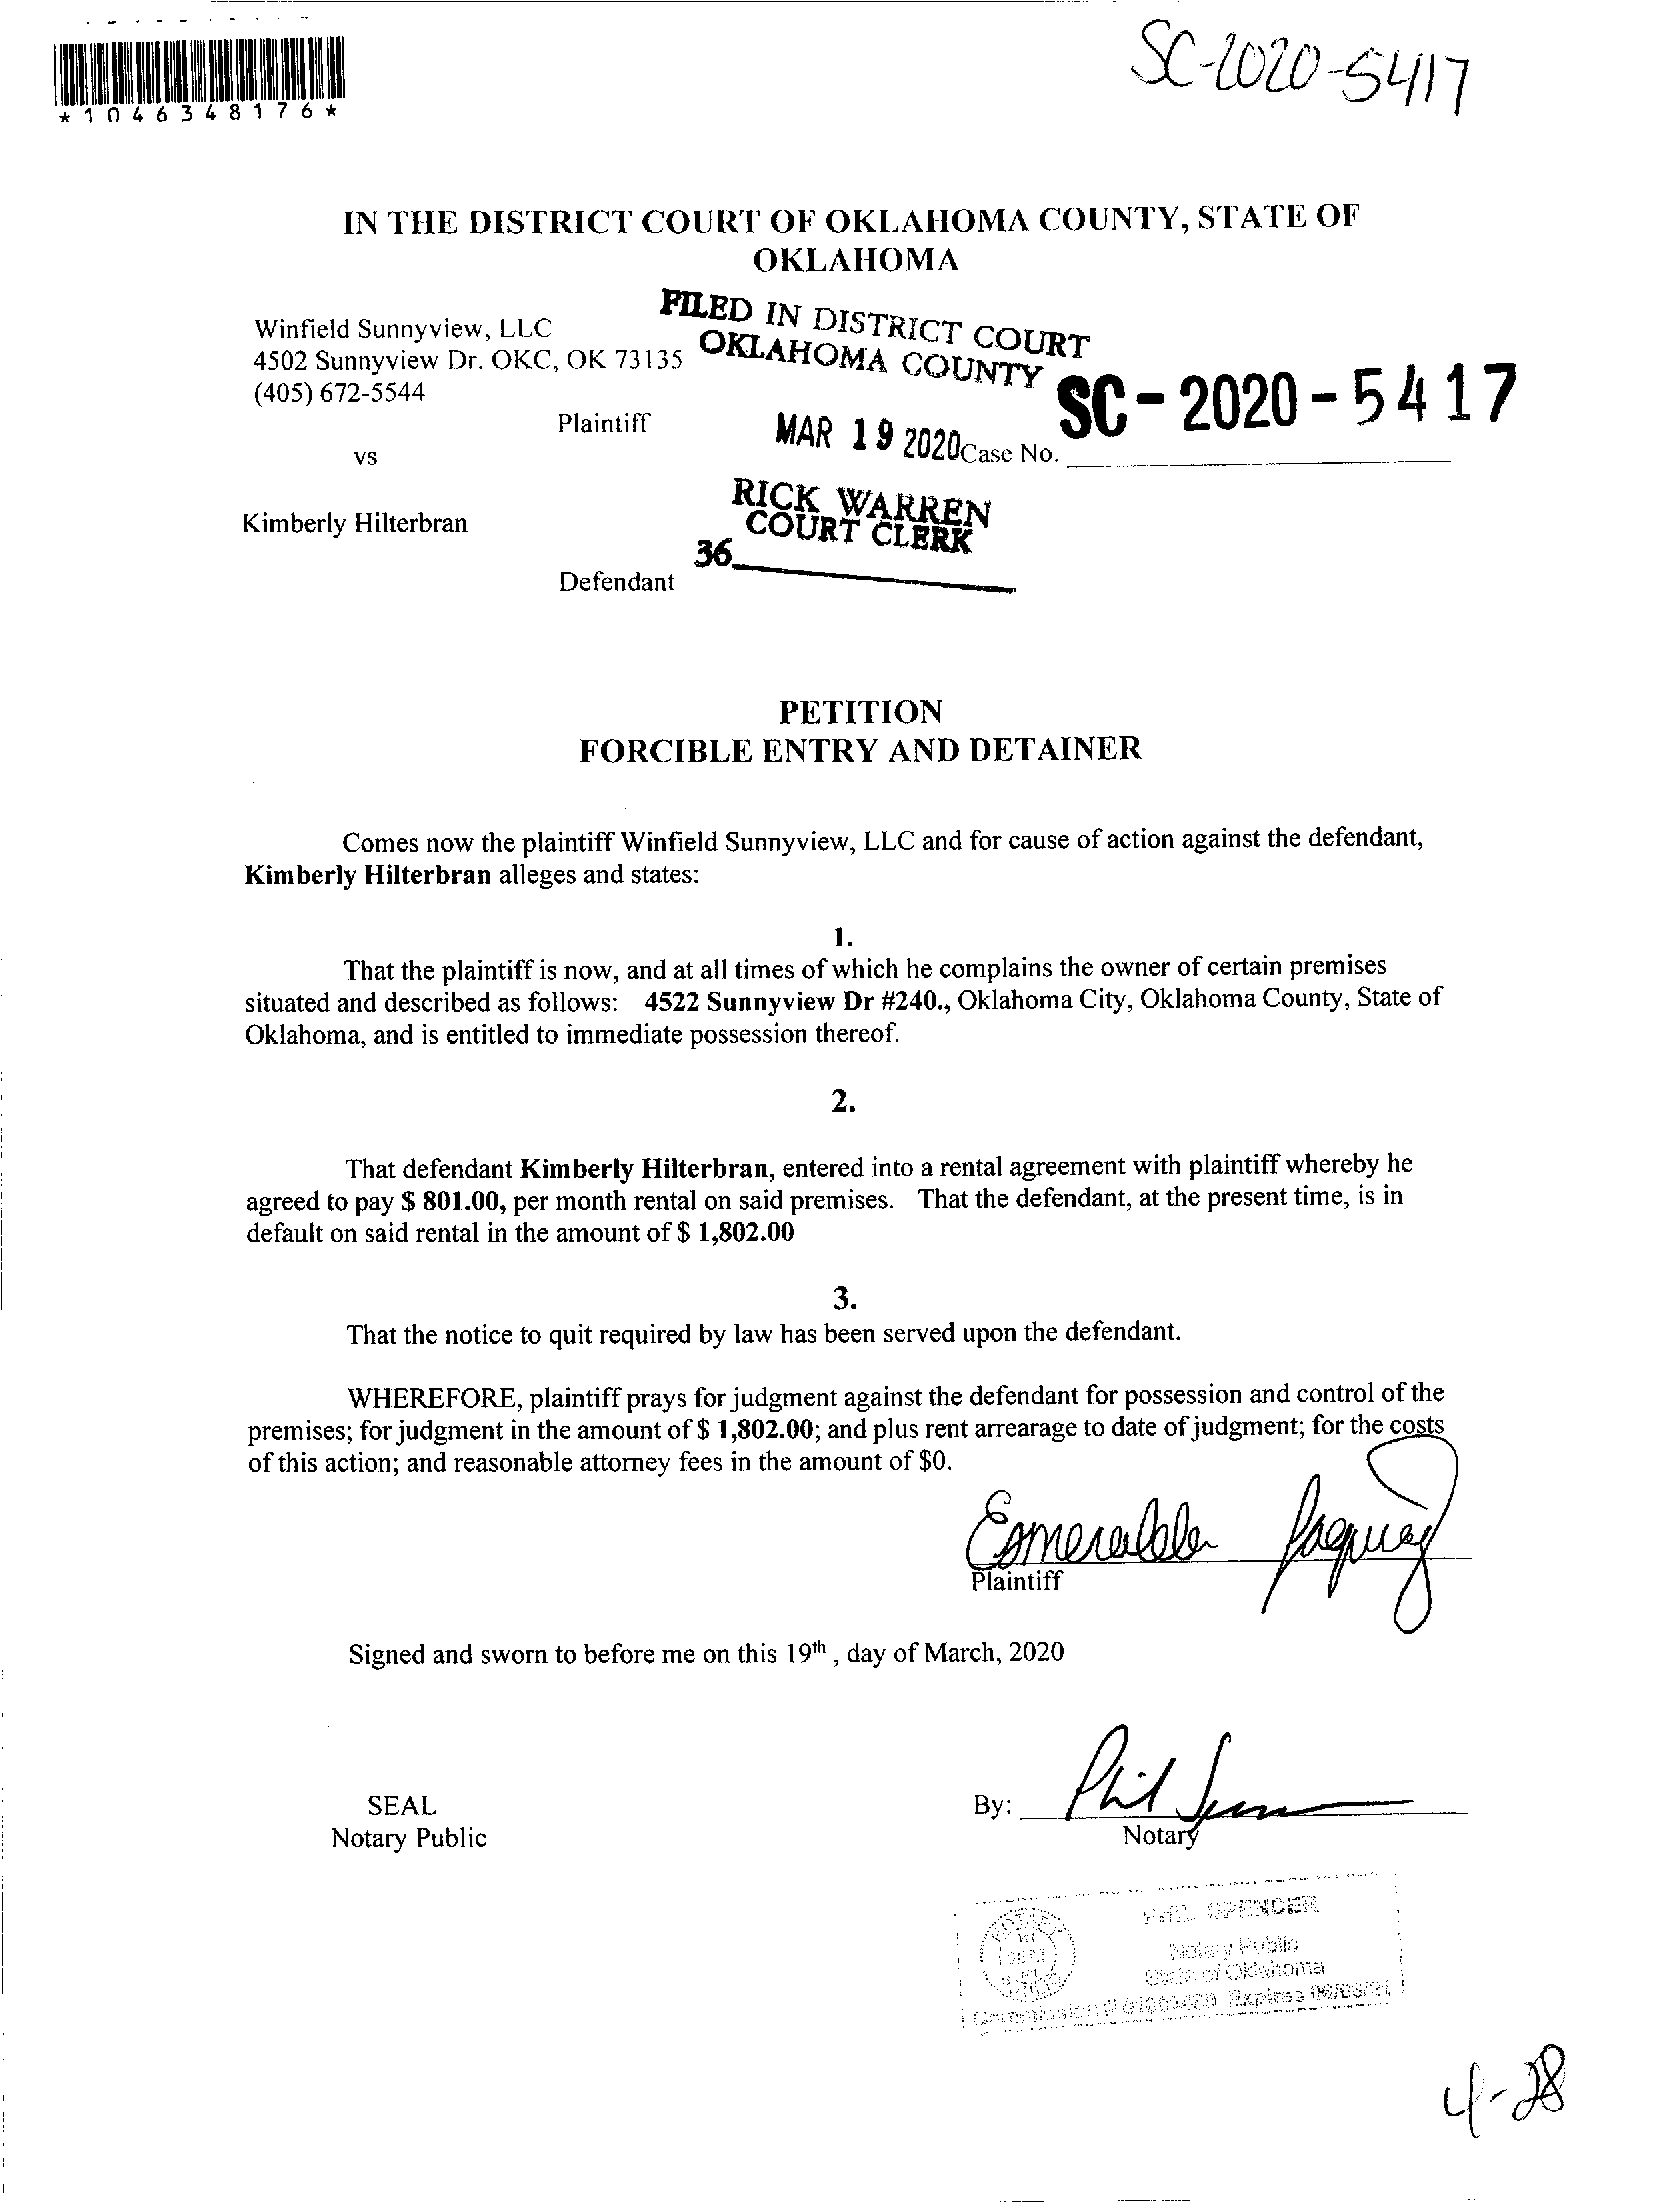 SC-2020-5417
*1046348176*
IN THE DISTRICT COURT OF OKLAHOMA COUNTY, STATE OF
OKLAHOMA
FILED IN DISTRICT COURT
OKLAHOMA COUNTY
Winfield Sunnyview, LLC
4502 Sunnyview Dr. OKC, OK 73135
(405) 672-5544
Plaintiff
MAR 19 2020
Case No. SC-2020-5417
vs
RICK WARREN
COURT CLERK
36
Kimberly Hilterbran
Defendant
PETITION
FORCIBLE ENTRY AND DETAINER
Comes now the plaintiff Winfield Sunnyview, LLC and for cause of action against the defendant,
Kimberly Hilterbran alleges and states:
1.
That the plaintiff is now, and at all times of which he complains the owner of certain premises
situated and described as follows: 4522 Sunnyview Dr #240., Oklahoma City, Oklahoma County, State of
Oklahoma, and is entitled to immediate possession thereof.
2.
That defendant Kimberly Hilterbran, entered into a rental agreement with plaintiff whereby he
agreed to pay $ 801.00, per month rental on said premises. That the defendant, at the present time, is in
default on said rental in the amount of $ 1,802.00
3.
That the notice to quit required by law has been served upon the defendant.
WHEREFORE, plaintiff prays for judgment against the defendant for possession and control of the
premises; for judgment in the amount of $ 1,802.00; and plus rent arrearage to date of judgment; for the costs
of this action; and reasonable attorney fees in the amount of $0.
Plaintiff
Signed and sworn to before me on this 19th , day of March, 2020
SEAL
Notary Public
By: Phil
Notary
PHIL SPENCER
Notary Public
State of Oklahoma
Expires
4-28